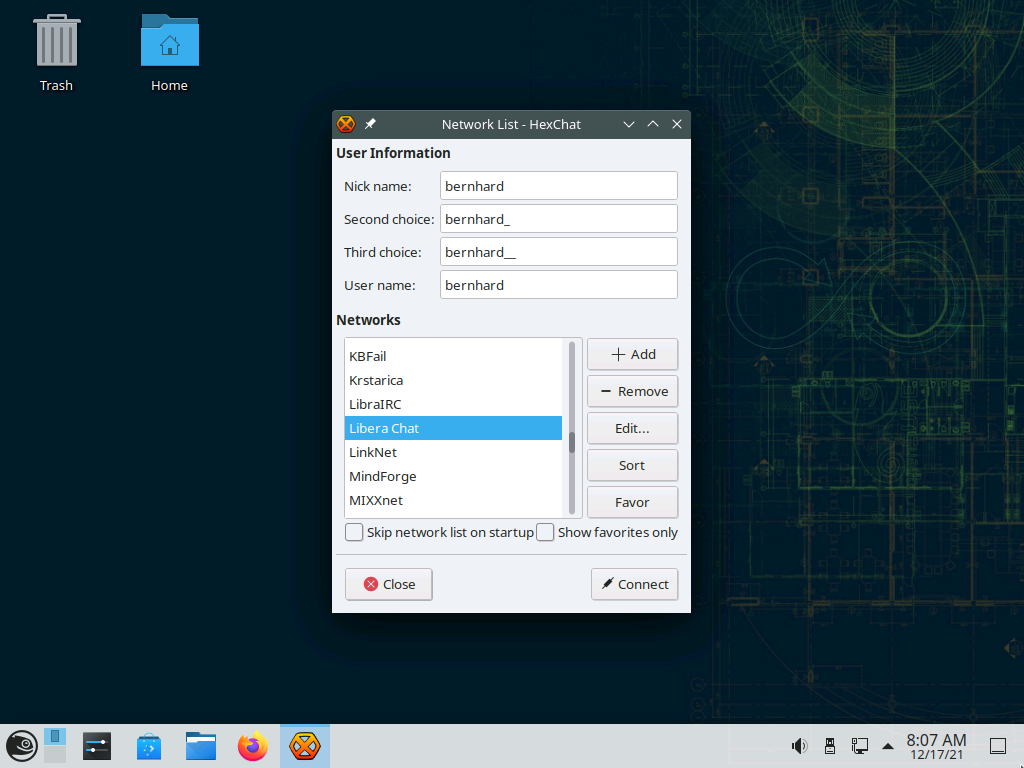 Trash
Home
Network List - HexChat
User Information
Nick name:
bernhard
Second choice:
bernhard_
Third choice:
bernhard__
User name:
bernhard
Networks
KBFail
Krstarica
LibraIRC
Libera Chat
LinkNet
MindForge
MIXXnet
Add
Remove
Edit...
Sort
Favor
Skip network list on startup
Show favorites only
Close
Connect
8:07 AM
12/17/21